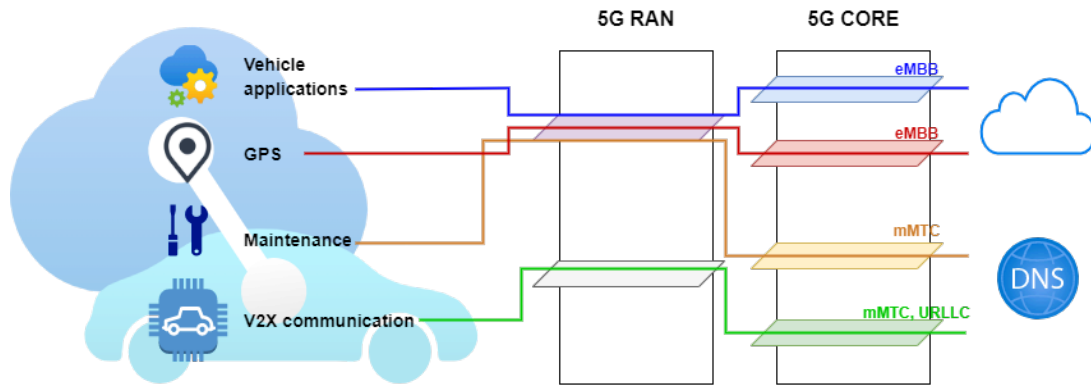 5G RAN
5G CORE
Vehicle
applications
eMBB
GPS
eMBB
Maintenance
mMTC
DNS
V2X communication
mMTC, URLLC